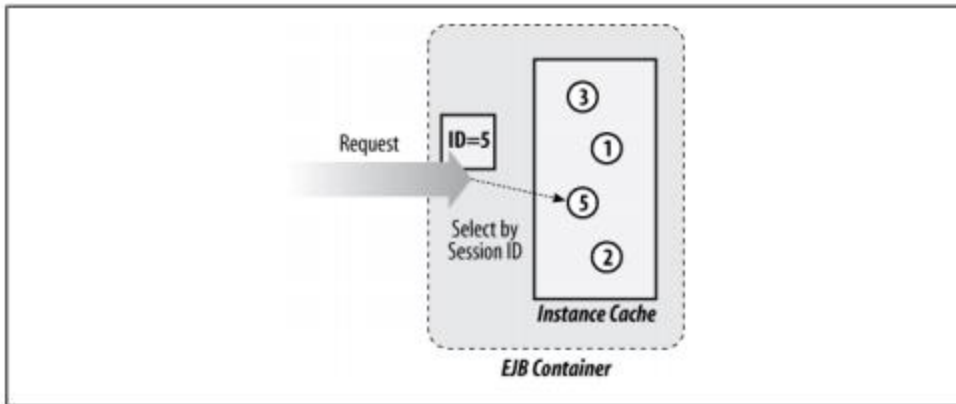 Request
ID=5
3
1
5
2
Select by
Session ID
Instance Cache
EJB Container